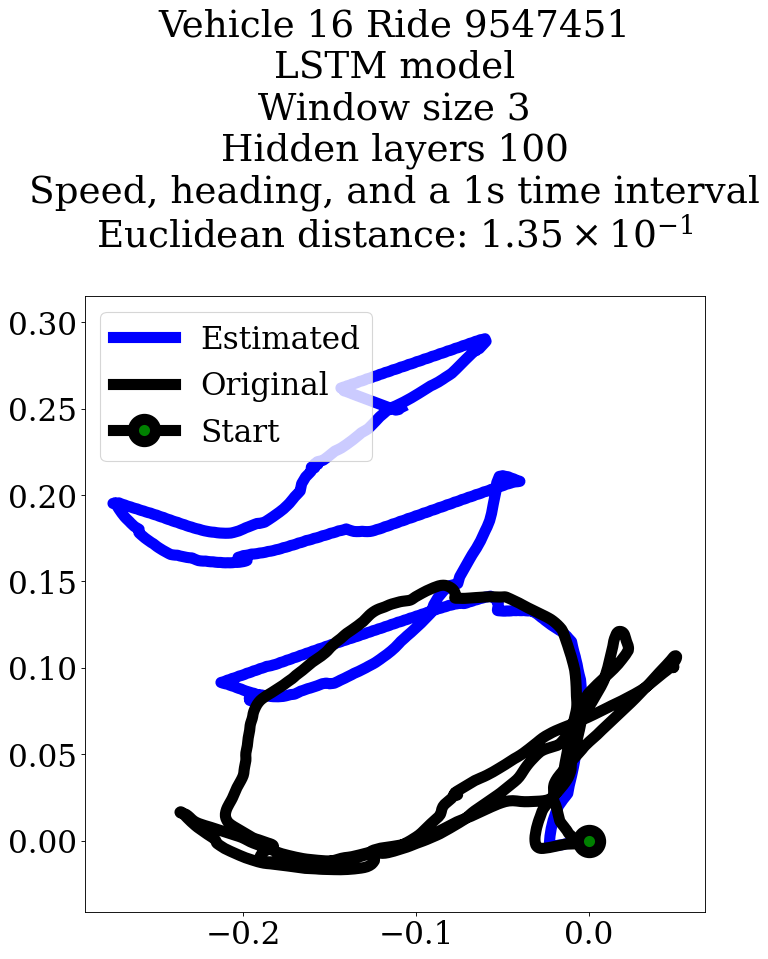 Vehicle 16 Ride 9547451
LSTM model
Window size 3
Hidden layers 100
Speed, heading, and a 1s time interval
Euclidean distance: 1.35 × 10⁻¹
0.30
0.25
0.20
0.15
0.10
0.05
0.00
Estimated
Original
Start
−0.2 −0.1 0.0